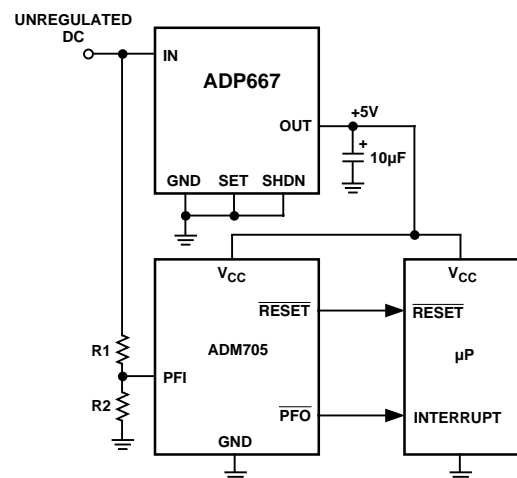 UNREGULATED
DC
IN
ADP667
OUT
+5V
+
10µF
GND SET SHDN
VCC
VCC
RESET
RESET
R1
ADM705
µP
PFI
R2
PFO
INTERRUPT
GND